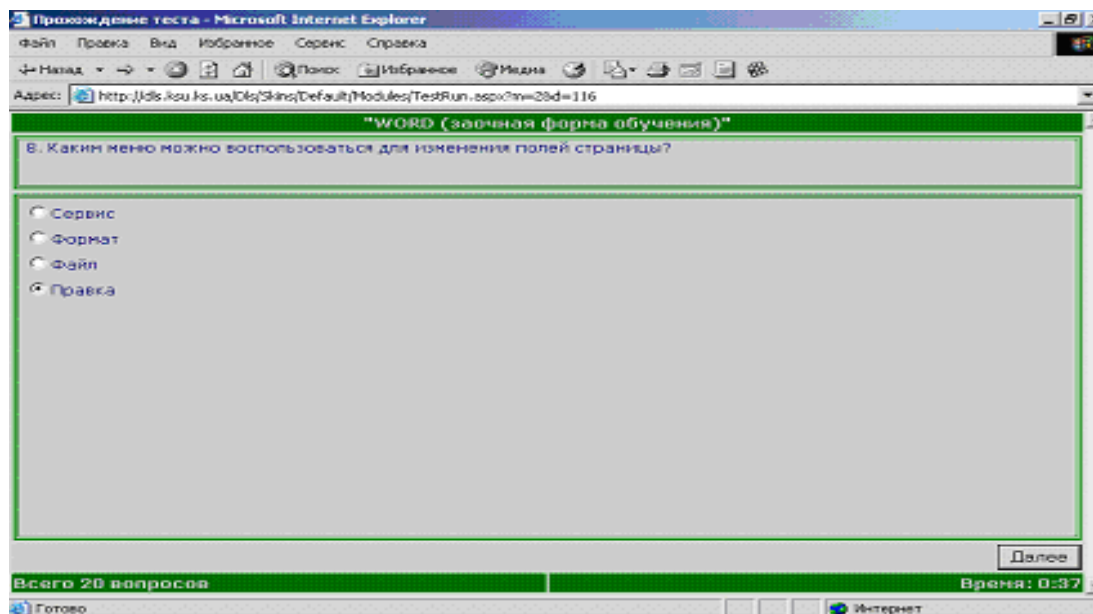 Прохождение теста - Microsoft Internet Explorer
Файл Правка Вид Избранное Сервис Справка
Назад Поиск Избранное Медиа
Адрес: http://dls.ksu.ks.ua/Dls/Skins/Default/Modules/TestRun.aspx?m=2&d=116
"WORD (заочная форма обучения)"
8. Каким меню можно воспользоваться для изменения полей страницы?
Сервис
Формат
Файл
Правка
Далее
Всего 20 вопросов Время: 0:37
Готово Интернет